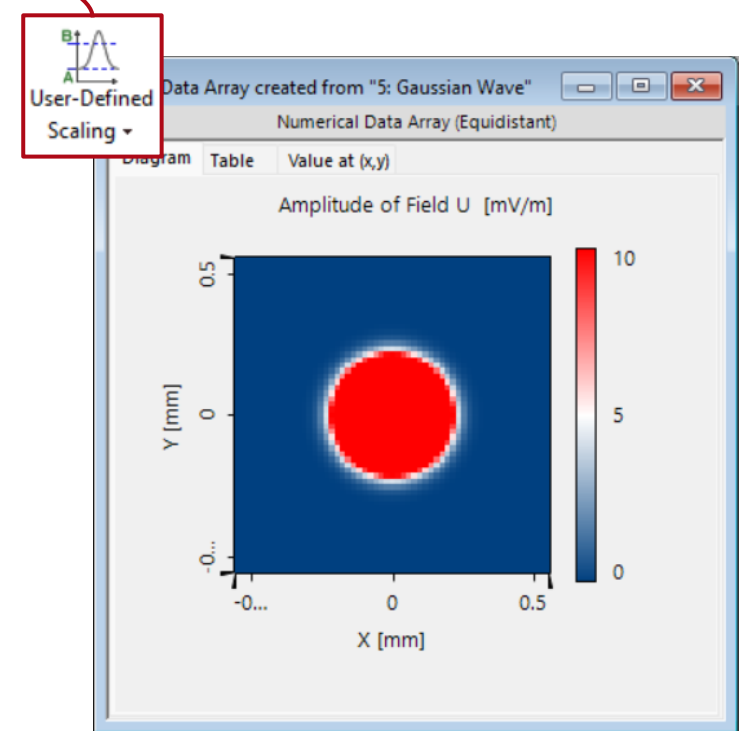 B
A
User-Defined
Scaling
Data Array created from "5: Gaussian Wave"
Numerical Data Array (Equidistant)
Diagram Table Value at (x,y)
Amplitude of Field U [mV/m]
10
5
0
0.5
0
-0...
Y [mm]
-0... 0 0.5
X [mm]